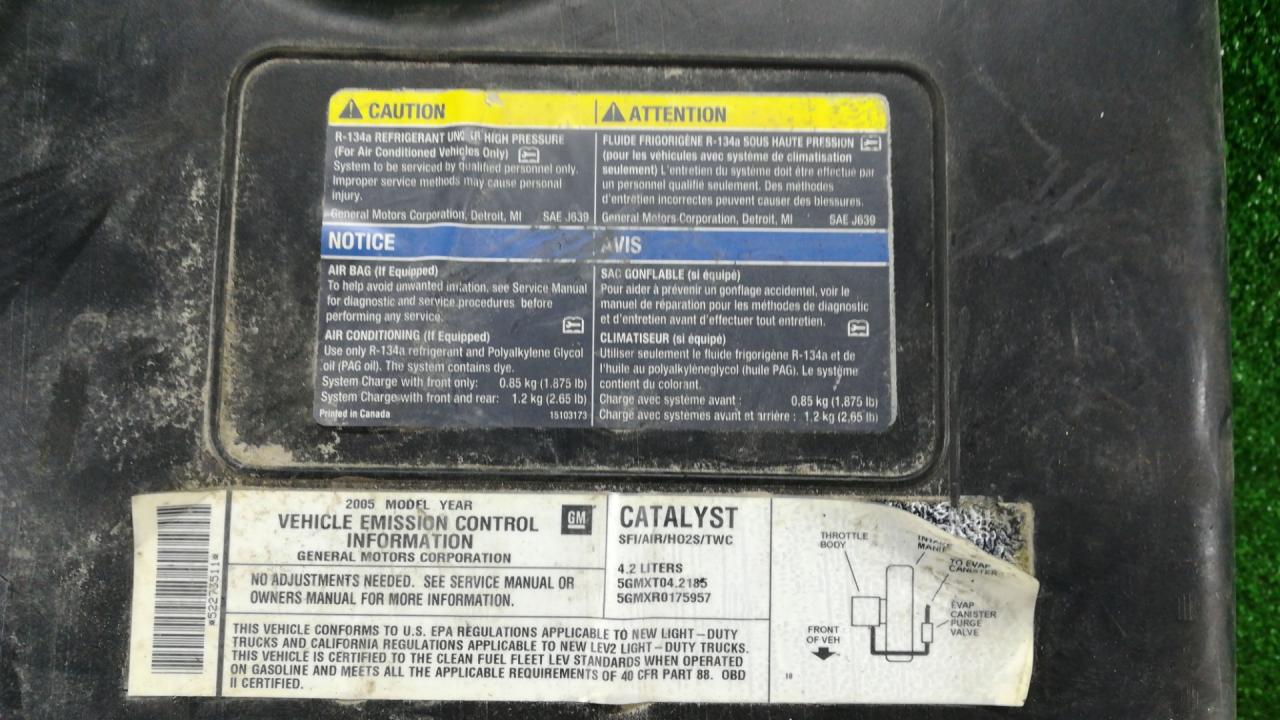 CAUTION
R-134a REFRIGERANT UNDER HIGH PRESSURE
(For Air Conditioned Vehicles Only)
System to be serviced by qualified personnel only.
Improper service methods may cause personal
injury.
General Motors Corporation, Detroit, MI SAE J639
ATTENTION
FLUIDE FRIGORIGÈNE R-134a SOUS HAUTE PRESSION
(pour les véhicules avec système de climatisation
seulement) L'entretien du système doit être effectué par
un personnel qualifié seulement. Des méthodes
d'entretien incorrectes peuvent causer des blessures.
General Motors Corporation, Detroit, MI SAE J639
NOTICE
AIR BAG (If Equipped)
To help avoid unwanted inflation, see Service Manual
for diagnostic and service procedures before
performing any service.
AIR CONDITIONING (If Equipped)
Use only R-134a refrigerant and Polyalkylene Glycol
oil (PAG oil). The system contains dye.
System Charge with front only: 0.85 kg (1.875 lb)
System Charge with front and rear: 1.2 kg (2.65 lb)
Printed in Canada 15103173
AVIS
SAC GONFLABLE (si équipé)
Pour aider à prévenir un gonflage accidentel, voir le
manuel de réparation pour les méthodes de diagnostic
et d'entretien avant d'effectuer tout entretien.
CLIMATISEUR (si équipé)
Utiliser seulement le fluide frigorigène R-134a et de
l'huile au polyalkylèneglycol (huile PAG). Le système
contient du colorant.
Charge avec système avant : 0,85 kg (1,875 lb)
Charge avec systèmes avant et arrière : 1,2 kg (2,65 lb)
*52273511*
2005 MODEL YEAR
VEHICLE EMISSION CONTROL
INFORMATION
GENERAL MOTORS CORPORATION
GM
NO ADJUSTMENTS NEEDED. SEE SERVICE MANUAL OR
OWNERS MANUAL FOR MORE INFORMATION.
CATALYST
SFI/AIR/HO2S/TWC
4.2 LITERS
5GMXT04.2185
5GMXR0175957
THIS VEHICLE CONFORMS TO U.S. EPA REGULATIONS APPLICABLE TO NEW LIGHT-DUTY
TRUCKS AND CALIFORNIA REGULATIONS APPLICABLE TO NEW LEV2 LIGHT-DUTY TRUCKS.
THIS VEHICLE IS CERTIFIED TO THE CLEAN FUEL FLEET LEV STANDARDS WHEN OPERATED
ON GASOLINE AND MEETS ALL THE APPLICABLE REQUIREMENTS OF 40 CFR PART 88. OBD
II CERTIFIED.
THROTTLE
BODY
TO EVAP
CANISTER
EVAP
CANISTER
PURGE
VALVE
FRONT
OF VEH